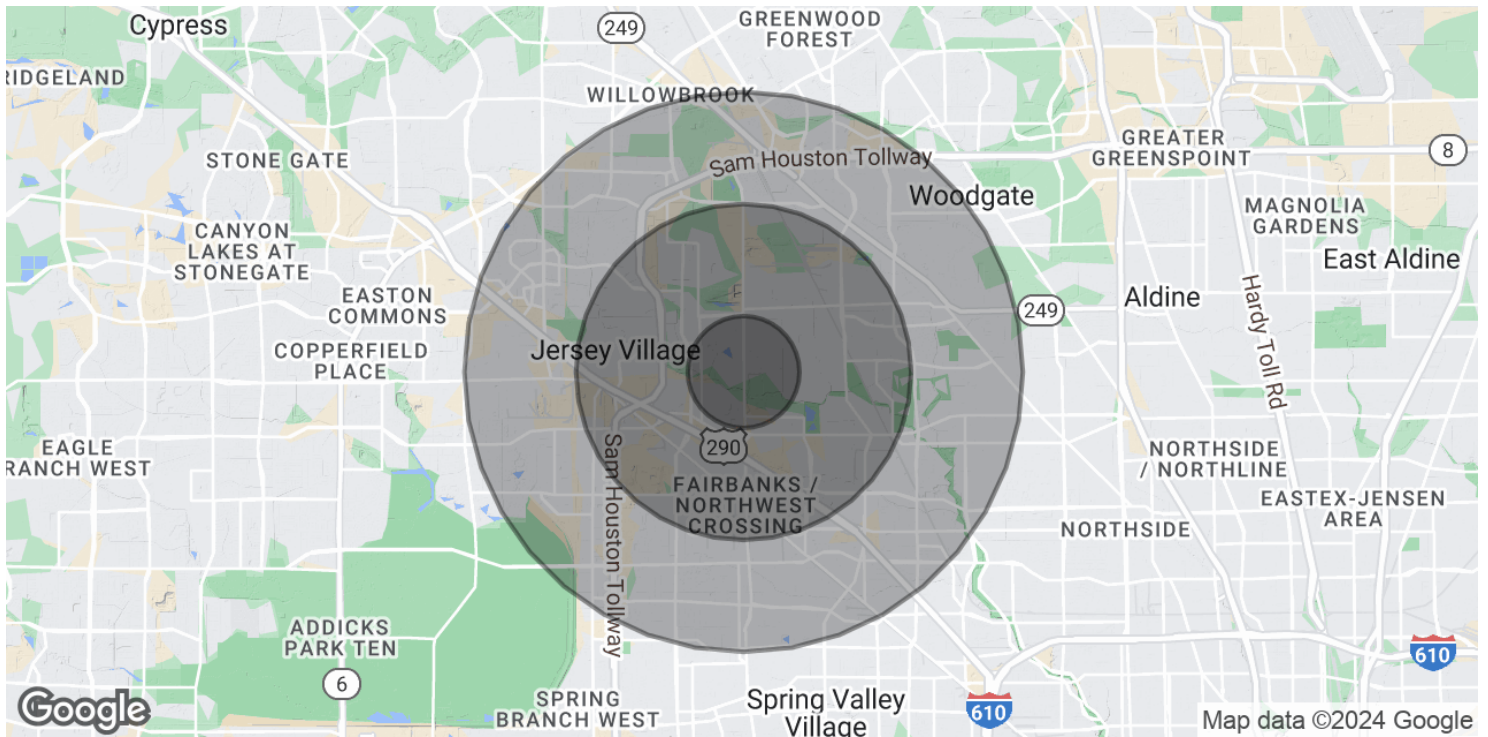 Cypress
249
GREENWOOD
FOREST
RIDGELAND
WILLOWBROOK
STONE GATE
Sam Houston Tollway
GREATER
GREENSPOINT
8
Woodgate
CANYON
LAKES AT
STONEGATE
MAGNOLIA
GARDENS
East Aldine
EASTON
COMMONS
249
Aldine
Hardy Toll Rd
Jersey Village
COPPERFIELD
PLACE
290
EAGLE
RANCH WEST
Sam Houston Tollway
FAIRBANKS /
NORTHWEST
CROSSING
NORTHSIDE
/ NORTHLINE
EASTEX-JENSEN
AREA
NORTHSIDE
ADDICKS
PARK TEN
6
610
SPRING
BRANCH WEST
Spring Valley
Village
610
Google
Map data ©2024 Google